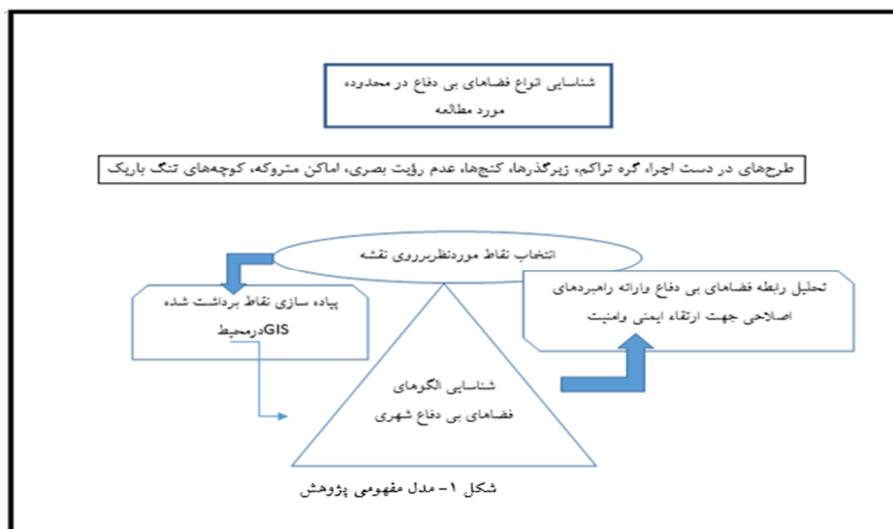 شناسایی انواع فضاهای بی دفاع در محدوده
مورد مطالعه
طرح‌های در دست اجرا، گره تراکم، زیرگذرها، کنج‌ها، عدم رؤیت بصری، اماکن متروکه، کوچه‌های تنگ باریک
انتخاب نقاط موردنظربرروی نقشه
پیاده سازی نقاط برداشت شده
درمحیطGIS
تحلیل رابطه فضاهای بی دفاع وارائه راهبردهای
اصلاحی جهت ارتقاء ایمنی وامنیت
شناسایی الگوهای
فضاهای بی دفاع شهری
شکل ۱- مدل مفهومی پژوهش